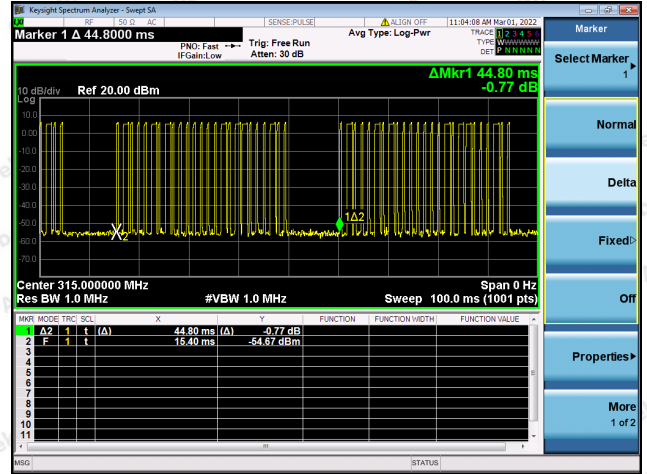 Keysight Spectrum Analyzer - Swept SA
LXI RF 50 Ω AC SENSE:PULSE ALIGN OFF 11:04:08 AM Mar 01, 2022
Marker 1 Δ 44.8000 ms
PNO: Fast
IFGain:Low
Trig: Free Run
Atten: 30 dB
Avg Type: Log-Pwr
TRACE 1 2 3 4 5 6
TYPE WWWWWW
DET P N N N N N
ΔMkr1 44.80 ms
-0.77 dB
10 dB/div Ref 20.00 dBm
Log
10.0
0.00
-10.0
-20.0
-30.0
-40.0
-50.0
-60.0
-70.0
1Δ2
X2
Center 315.000000 MHz Span 0 Hz
Res BW 1.0 MHz #VBW 1.0 MHz Sweep 100.0 ms (1001 pts)
MKR MODE TRC SCL X Y FUNCTION FUNCTION WIDTH FUNCTION VALUE
1 Δ2 1 t (Δ) 44.80 ms (Δ) -0.77 dB
2 F 1 t 15.40 ms -54.67 dBm
3
4
5
6
7
8
9
10
11
MSG STATUS
Marker
Select Marker
1
Normal
Delta
Fixed
Off
Properties
More
1 of 2